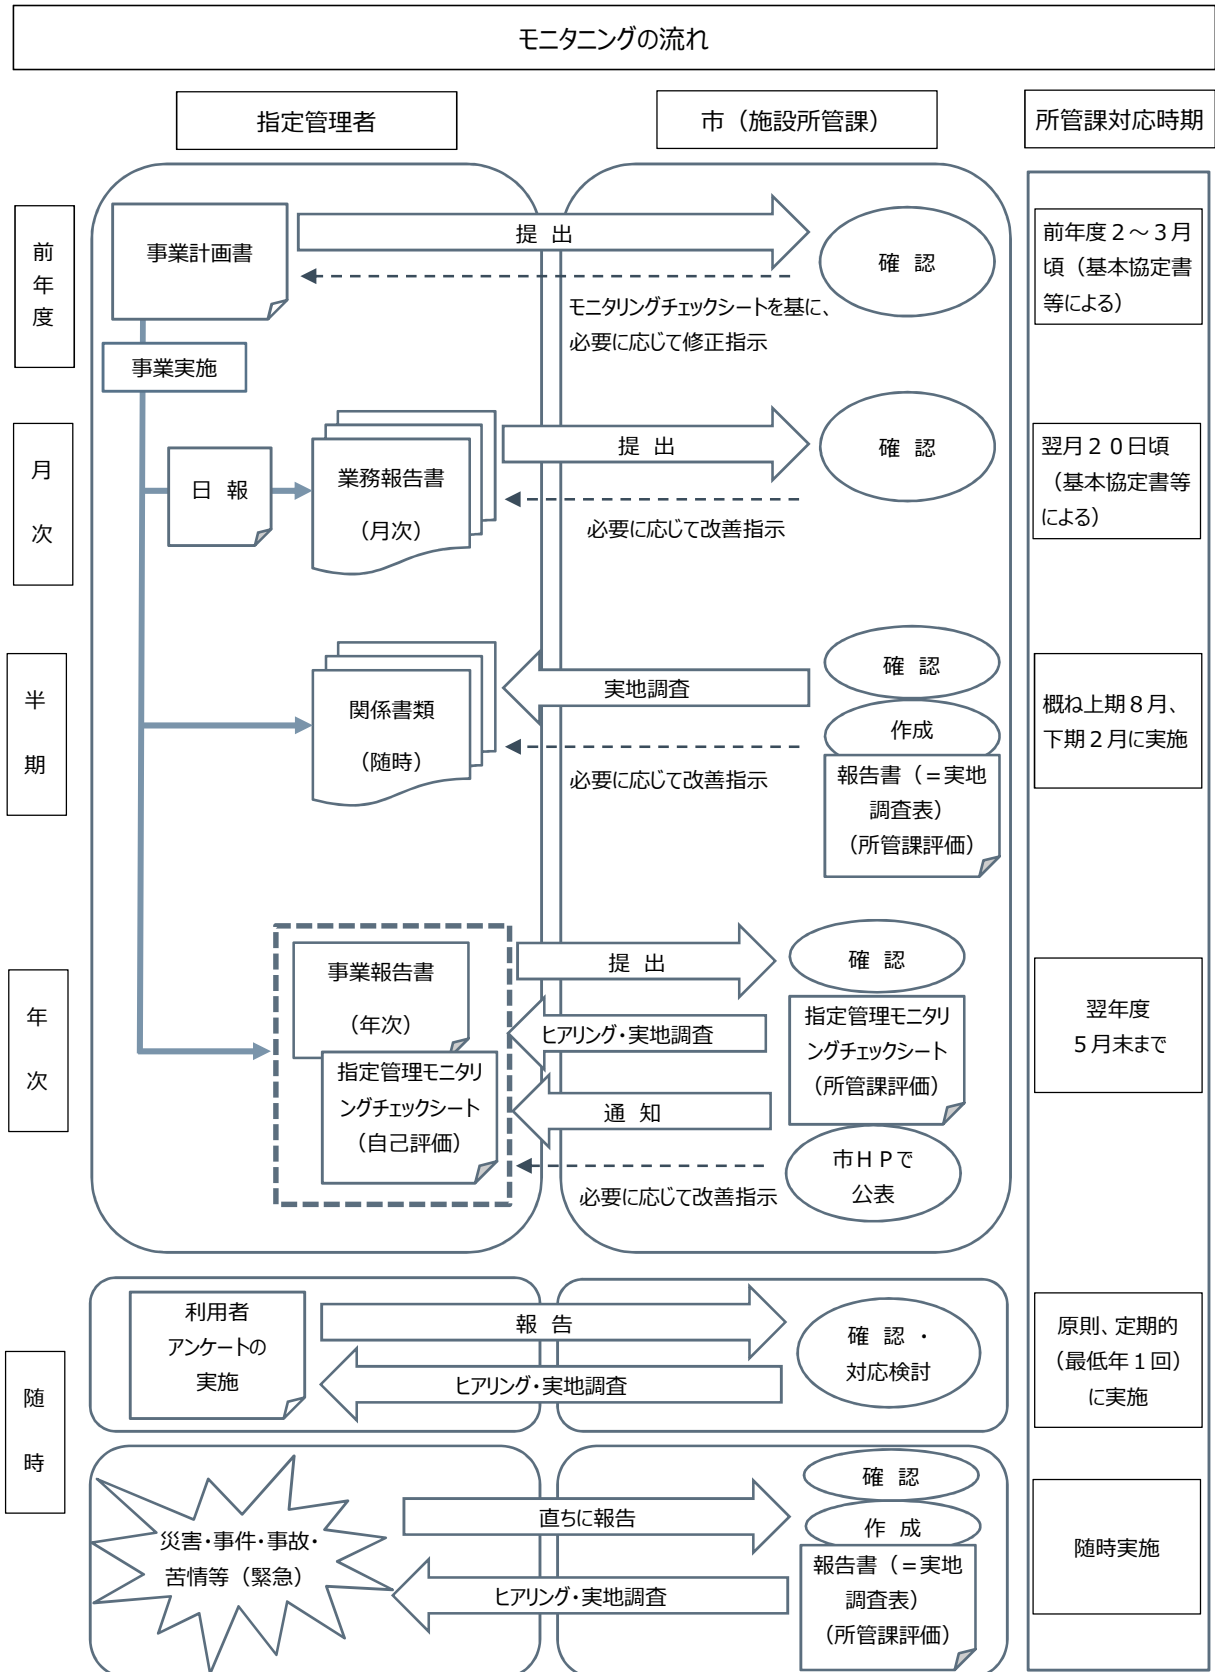 モニタニングの流れ
指定管理者
市（施設所管課）
所管課対応時期
前年度
事業計画書
提 出
確 認
前年度２～３月
頃（基本協定書
等による）
モニタリングチェックシートを基に、
必要に応じて修正指示
事業実施
月次
日 報
業務報告書
（月次）
提 出
確 認
必要に応じて改善指示
翌月２０日頃
（基本協定書等
による）
半期
関係書類
（随時）
実地調査
必要に応じて改善指示
確 認
作成
報告書（＝実地
調査表）
（所管課評価）
概ね上期８月、
下期２月に実施
年次
事業報告書
（年次）
指定管理モニタリ
ングチェックシート
（自己評価）
提 出
ヒアリング・実地調査
通 知
必要に応じて改善指示
確 認
指定管理モニタリ
ングチェックシート
（所管課評価）
市ＨＰで
公表
翌年度
５月末まで
随時
利用者
アンケートの
実施
報 告
ヒアリング・実地調査
確 認 ・
対応検討
原則、定期的
（最低年１回）
に実施
災害・事件・事故・
苦情等（緊急）
直ちに報告
ヒアリング・実地調査
確 認
作 成
報告書（＝実地
調査表）
（所管課評価）
随時実施